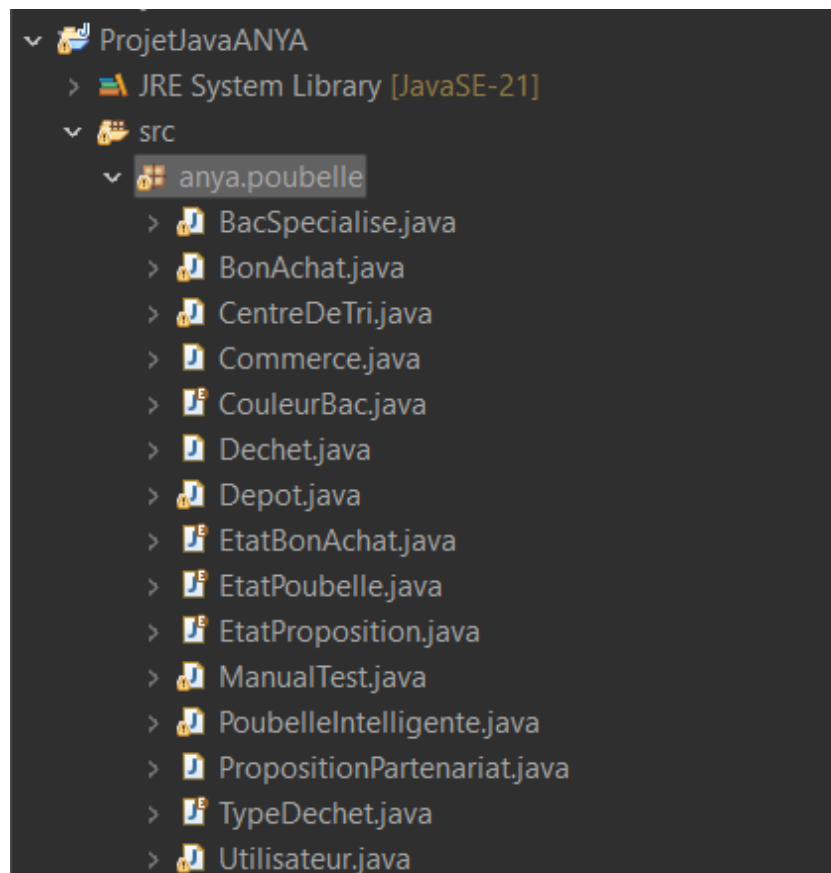 ProjetJavaANYA
JRE System Library [JavaSE-21]
src
anya.poubelle
BacSpecialise.java
BonAchat.java
CentreDeTri.java
Commerce.java
CouleurBac.java
Dechet.java
Depot.java
EtatBonAchat.java
EtatPoubelle.java
EtatProposition.java
ManualTest.java
PoubelleIntelligente.java
PropositionPartenariat.java
TypeDechet.java
Utilisateur.java